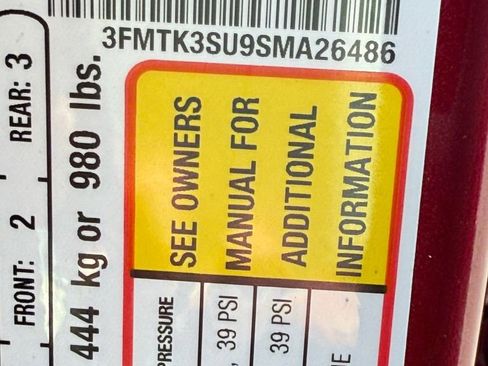 3FMTK3SU9SMA26486
FRONT: 2 REAR: 3
444 kg or 980 lbs.
SEE OWNERS
MANUAL FOR
ADDITIONAL
INFORMATION
PRESSURE
, 39 PSI
39 PSI